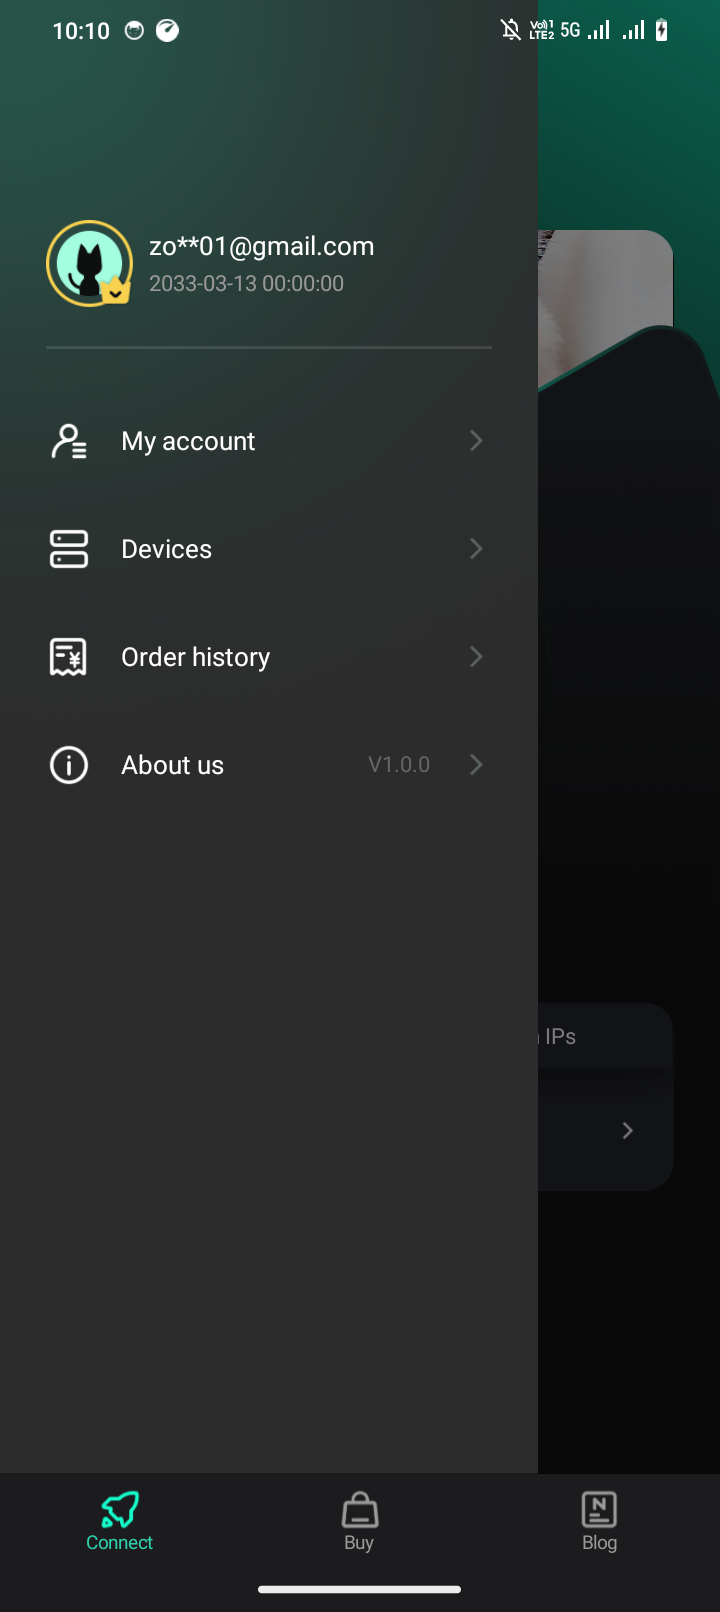 10:10 Vo)) 1 LTE2 5G
zo**01@gmail.com
2033-03-13 00:00:00
My account
Devices
Order history
About us V1.0.0
IPs
Connect Buy Blog